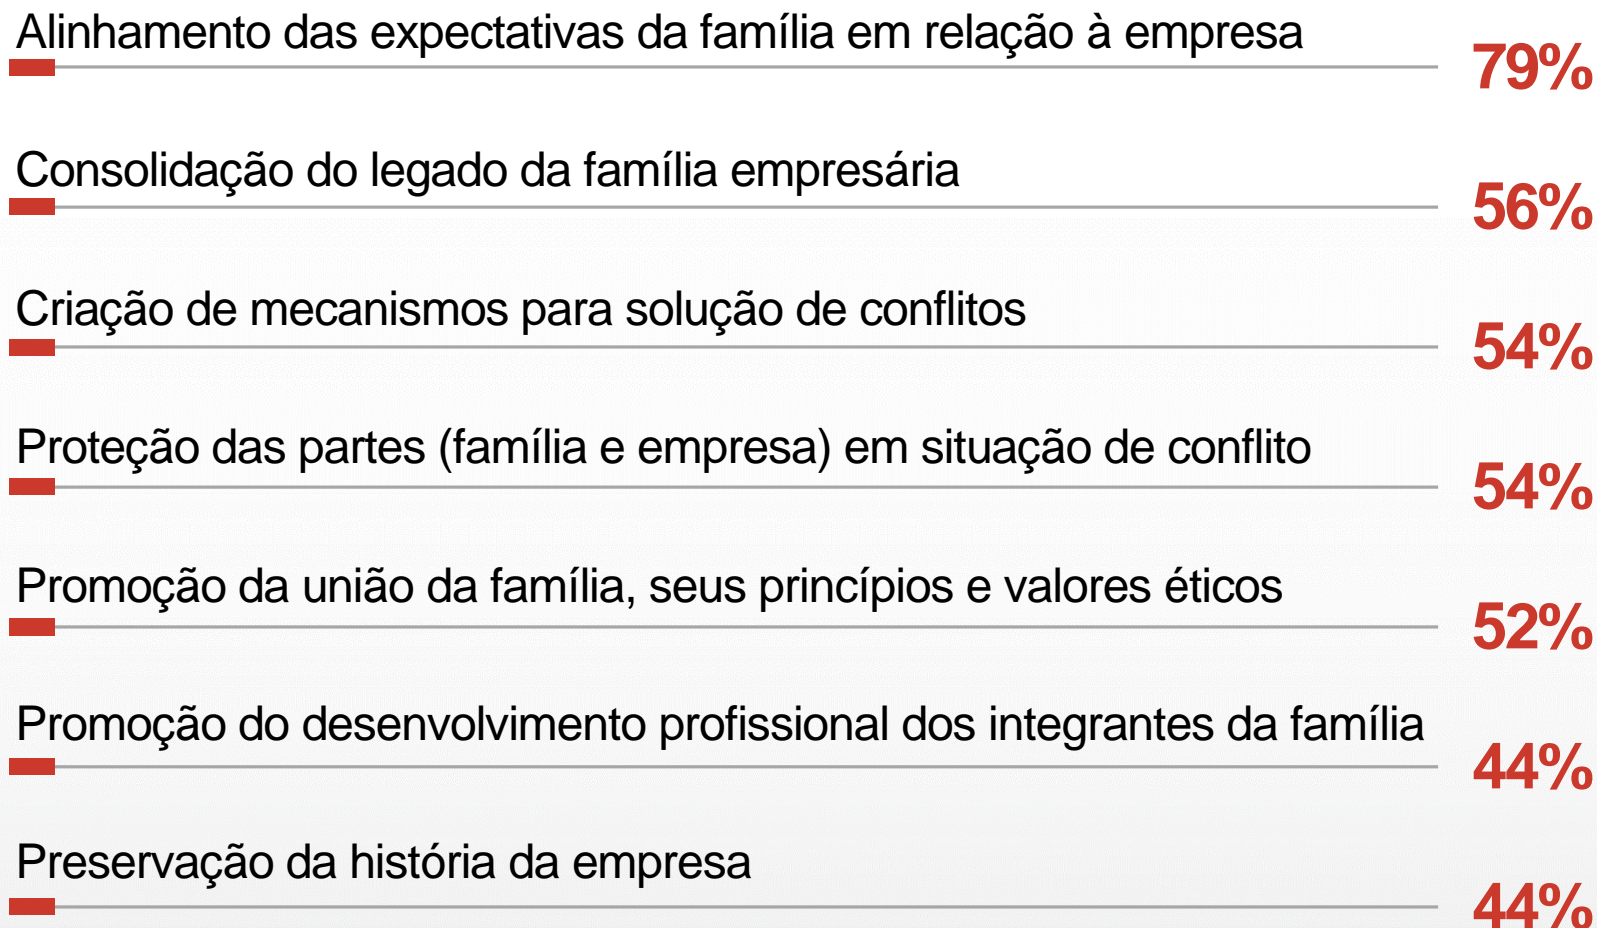 Alinhamento das expectativas da família em relação à empresa
79%
Consolidação do legado da família empresária
56%
Criação de mecanismos para solução de conflitos
54%
Proteção das partes (família e empresa) em situação de conflito
54%
Promoção da união da família, seus princípios e valores éticos
52%
Promoção do desenvolvimento profissional dos integrantes da família
44%
Preservação da história da empresa
44%